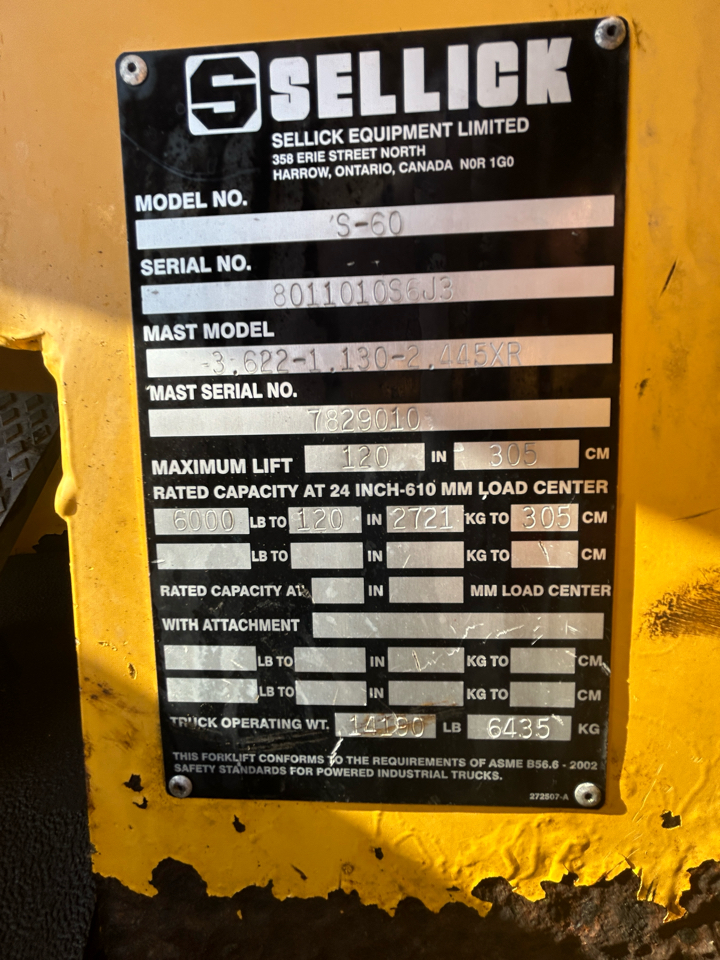 S SELLICK
SELLICK EQUIPMENT LIMITED
358 ERIE STREET NORTH
HARROW, ONTARIO, CANADA N0R 1G0
MODEL NO.
S-60
SERIAL NO.
8011010S6J3
MAST MODEL
3,622-1,130-2,445XR
MAST SERIAL NO.
7829010
MAXIMUM LIFT 120 IN 305 CM
RATED CAPACITY AT 24 INCH-610 MM LOAD CENTER
6000 LB TO 120 IN 2721 KG TO 305 CM
LB TO IN KG TO CM
RATED CAPACITY AT IN MM LOAD CENTER
WITH ATTACHMENT
LB TO IN KG TO CM
LB TO IN KG TO CM
TRUCK OPERATING WT. 14190 LB 6435 KG
THIS FORKLIFT CONFORMS TO THE REQUIREMENTS OF ASME B56.6 - 2002
SAFETY STANDARDS FOR POWERED INDUSTRIAL TRUCKS.
272507-A